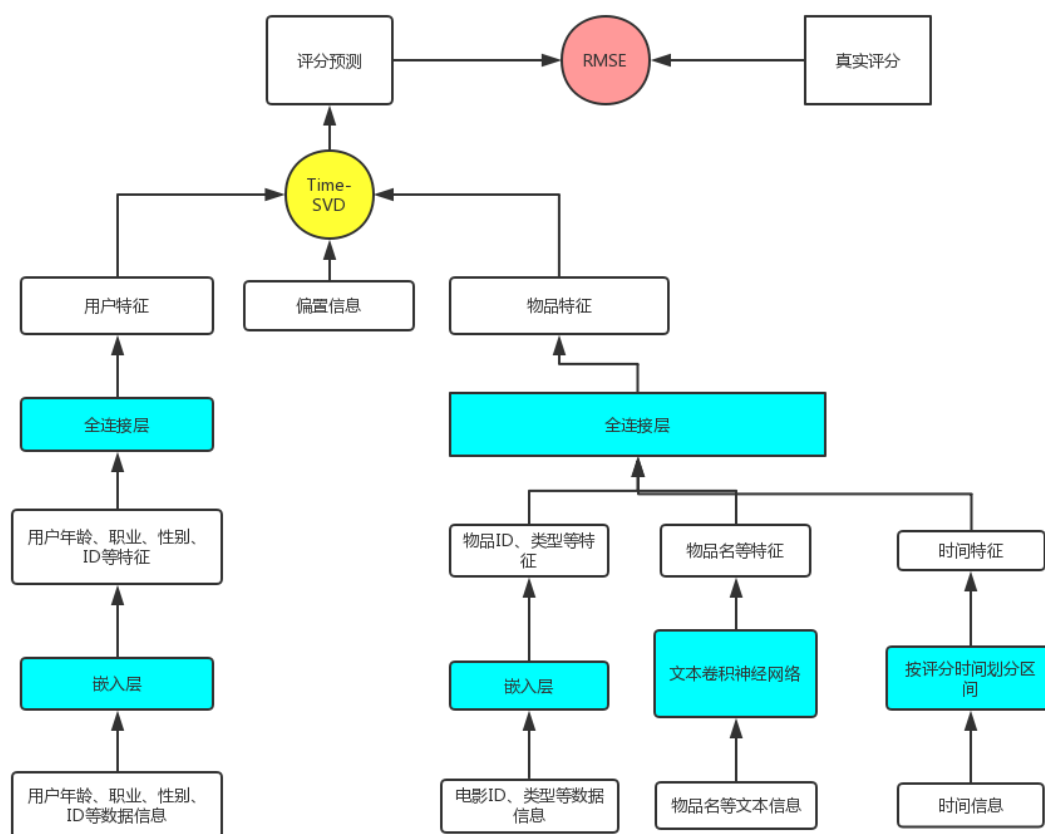 评分预测
RMSE
真实评分
Time-
SVD
用户特征
偏置信息
物品特征
全连接层
全连接层
用户年龄、职业、性别、
ID等特征
物品ID、类型等特
征
物品名等特征
时间特征
嵌入层
嵌入层
文本卷积神经网络
按评分时间划分区
间
用户年龄、职业、性别、
ID等数据信息
电影ID、类型等数据
信息
物品名等文本信息
时间信息